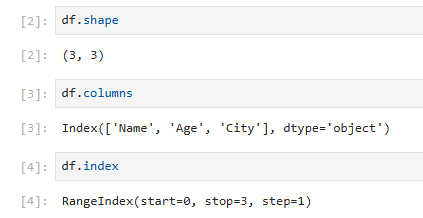 [2]: df.shape
[2]: (3, 3)
[3]: df.columns
[3]: Index(['Name', 'Age', 'City'], dtype='object')
[4]: df.index
[4]: RangeIndex(start=0, stop=3, step=1)